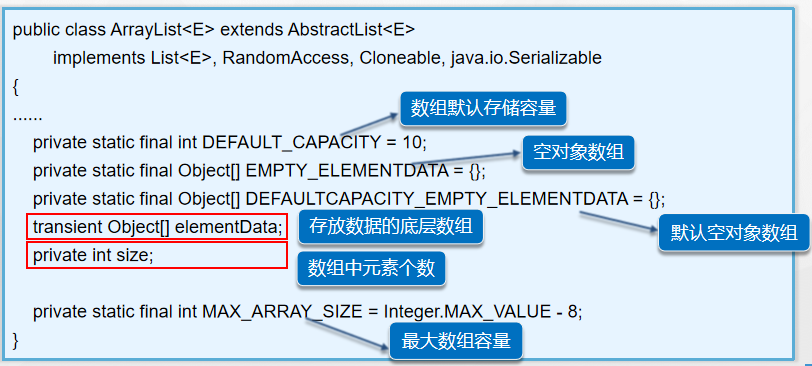 public class ArrayList<E> extends AbstractList<E>
implements List<E>, RandomAccess, Cloneable, java.io.Serializable
{
......
数组默认存储容量
private static final int DEFAULT_CAPACITY = 10;
空对象数组
private static final Object[] EMPTY_ELEMENTDATA = {};
private static final Object[] DEFAULTCAPACITY_EMPTY_ELEMENTDATA = {};
transient Object[] elementData;
存放数据的底层数组
默认空对象数组
private int size;
数组中元素个数
private static final int MAX_ARRAY_SIZE = Integer.MAX_VALUE - 8;
最大数组容量
}